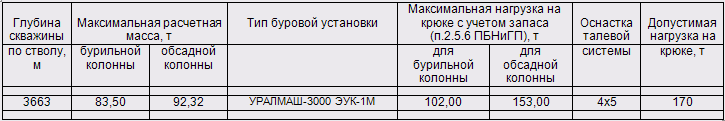 Глубина скважины по стволу, м
Максимальная расчетная масса, т
бурильной колонны
обсадной колонны
Тип буровой установки
Максимальная нагрузка на крюке с учетом запаса (п.2.5.6 ПБНиГП), т
для бурильной колонны
для обсадной колонны
Оснастка талевой системы
Допустимая нагрузка на крюке, т
3663 83,50 92,32 УРАЛМАШ-3000 ЭУК-1М 102,00 153,00 4х5 170